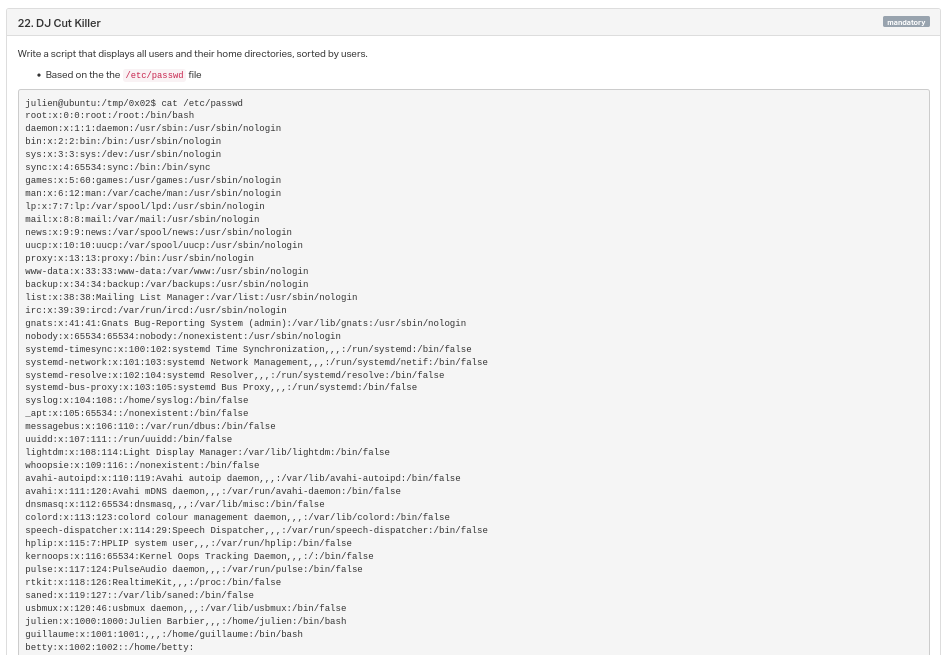 22. DJ Cut Killer
mandatory
Write a script that displays all users and their home directories, sorted by users.
• Based on the the /etc/passwd file
julien@ubuntu:/tmp/0x02$ cat /etc/passwd
root:x:0:0:root:/root:/bin/bash
daemon:x:1:1:daemon:/usr/sbin:/usr/sbin/nologin
bin:x:2:2:bin:/bin:/usr/sbin/nologin
sys:x:3:3:sys:/dev:/usr/sbin/nologin
sync:x:4:65534:sync:/bin:/bin/sync
games:x:5:60:games:/usr/games:/usr/sbin/nologin
man:x:6:12:man:/var/cache/man:/usr/sbin/nologin
lp:x:7:7:lp:/var/spool/lpd:/usr/sbin/nologin
mail:x:8:8:mail:/var/mail:/usr/sbin/nologin
news:x:9:9:news:/var/spool/news:/usr/sbin/nologin
uucp:x:10:10:uucp:/var/spool/uucp:/usr/sbin/nologin
proxy:x:13:13:proxy:/bin:/usr/sbin/nologin
www-data:x:33:33:www-data:/var/www:/usr/sbin/nologin
backup:x:34:34:backup:/var/backups:/usr/sbin/nologin
list:x:38:38:Mailing List Manager:/var/list:/usr/sbin/nologin
irc:x:39:39:ircd:/var/run/ircd:/usr/sbin/nologin
gnats:x:41:41:Gnats Bug-Reporting System (admin):/var/lib/gnats:/usr/sbin/nologin
nobody:x:65534:65534:nobody:/nonexistent:/usr/sbin/nologin
systemd-timesync:x:100:102:systemd Time Synchronization,,,:/run/systemd:/bin/false
systemd-network:x:101:103:systemd Network Management,,,:/run/systemd/netif:/bin/false
systemd-resolve:x:102:104:systemd Resolver,,,:/run/systemd/resolve:/bin/false
systemd-bus-proxy:x:103:105:systemd Bus Proxy,,,:/run/systemd:/bin/false
syslog:x:104:108::/home/syslog:/bin/false
_apt:x:105:65534::/nonexistent:/bin/false
messagebus:x:106:110::/var/run/dbus:/bin/false
uuidd:x:107:111::/run/uuidd:/bin/false
lightdm:x:108:114:Light Display Manager:/var/lib/lightdm:/bin/false
whoopsie:x:109:116::/nonexistent:/bin/false
avahi-autoipd:x:110:119:Avahi autoip daemon,,,:/var/lib/avahi-autoipd:/bin/false
avahi:x:111:120:Avahi mDNS daemon,,,:/var/run/avahi-daemon:/bin/false
dnsmasq:x:112:65534:dnsmasq,,,:/var/lib/misc:/bin/false
colord:x:113:123:colord colour management daemon,,,:/var/lib/colord:/bin/false
speech-dispatcher:x:114:29:Speech Dispatcher,,,:/var/run/speech-dispatcher:/bin/false
hplip:x:115:7:HPLIP system user,,,:/var/run/hplip:/bin/false
kernoops:x:116:65534:Kernel Oops Tracking Daemon,,,:/:/bin/false
pulse:x:117:124:PulseAudio daemon,,,:/var/run/pulse:/bin/false
rtkit:x:118:126:RealtimeKit,,,:/proc:/bin/false
saned:x:119:127::/var/lib/saned:/bin/false
usbmux:x:120:46:usbmux daemon,,,:/var/lib/usbmux:/bin/false
julien:x:1000:1000:Julien Barbier,,,:/home/julien:/bin/bash
guillaume:x:1001:1001:,,,:/home/guillaume:/bin/bash
betty:x:1002:1002::/home/betty: